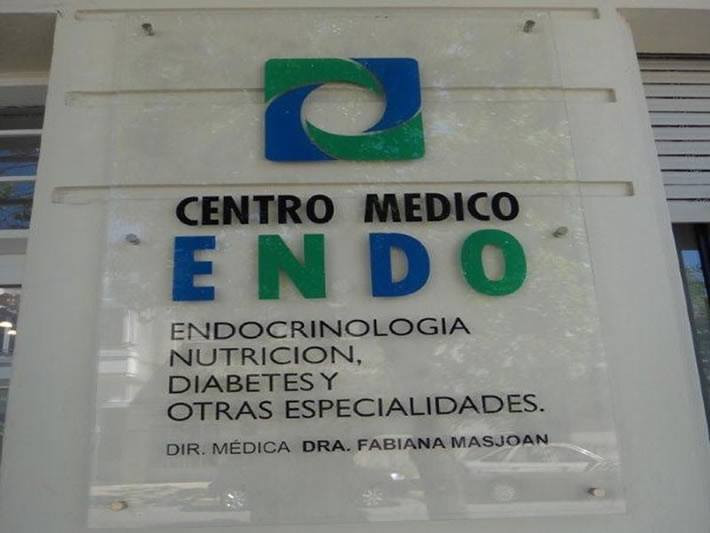 CENTRO MEDICO
ENDO
ENDOCRINOLOGIA
NUTRICION,
DIABETES Y
OTRAS ESPECIALIDADES.
DIR. MÉDICA DRA. FABIANA MASJOAN